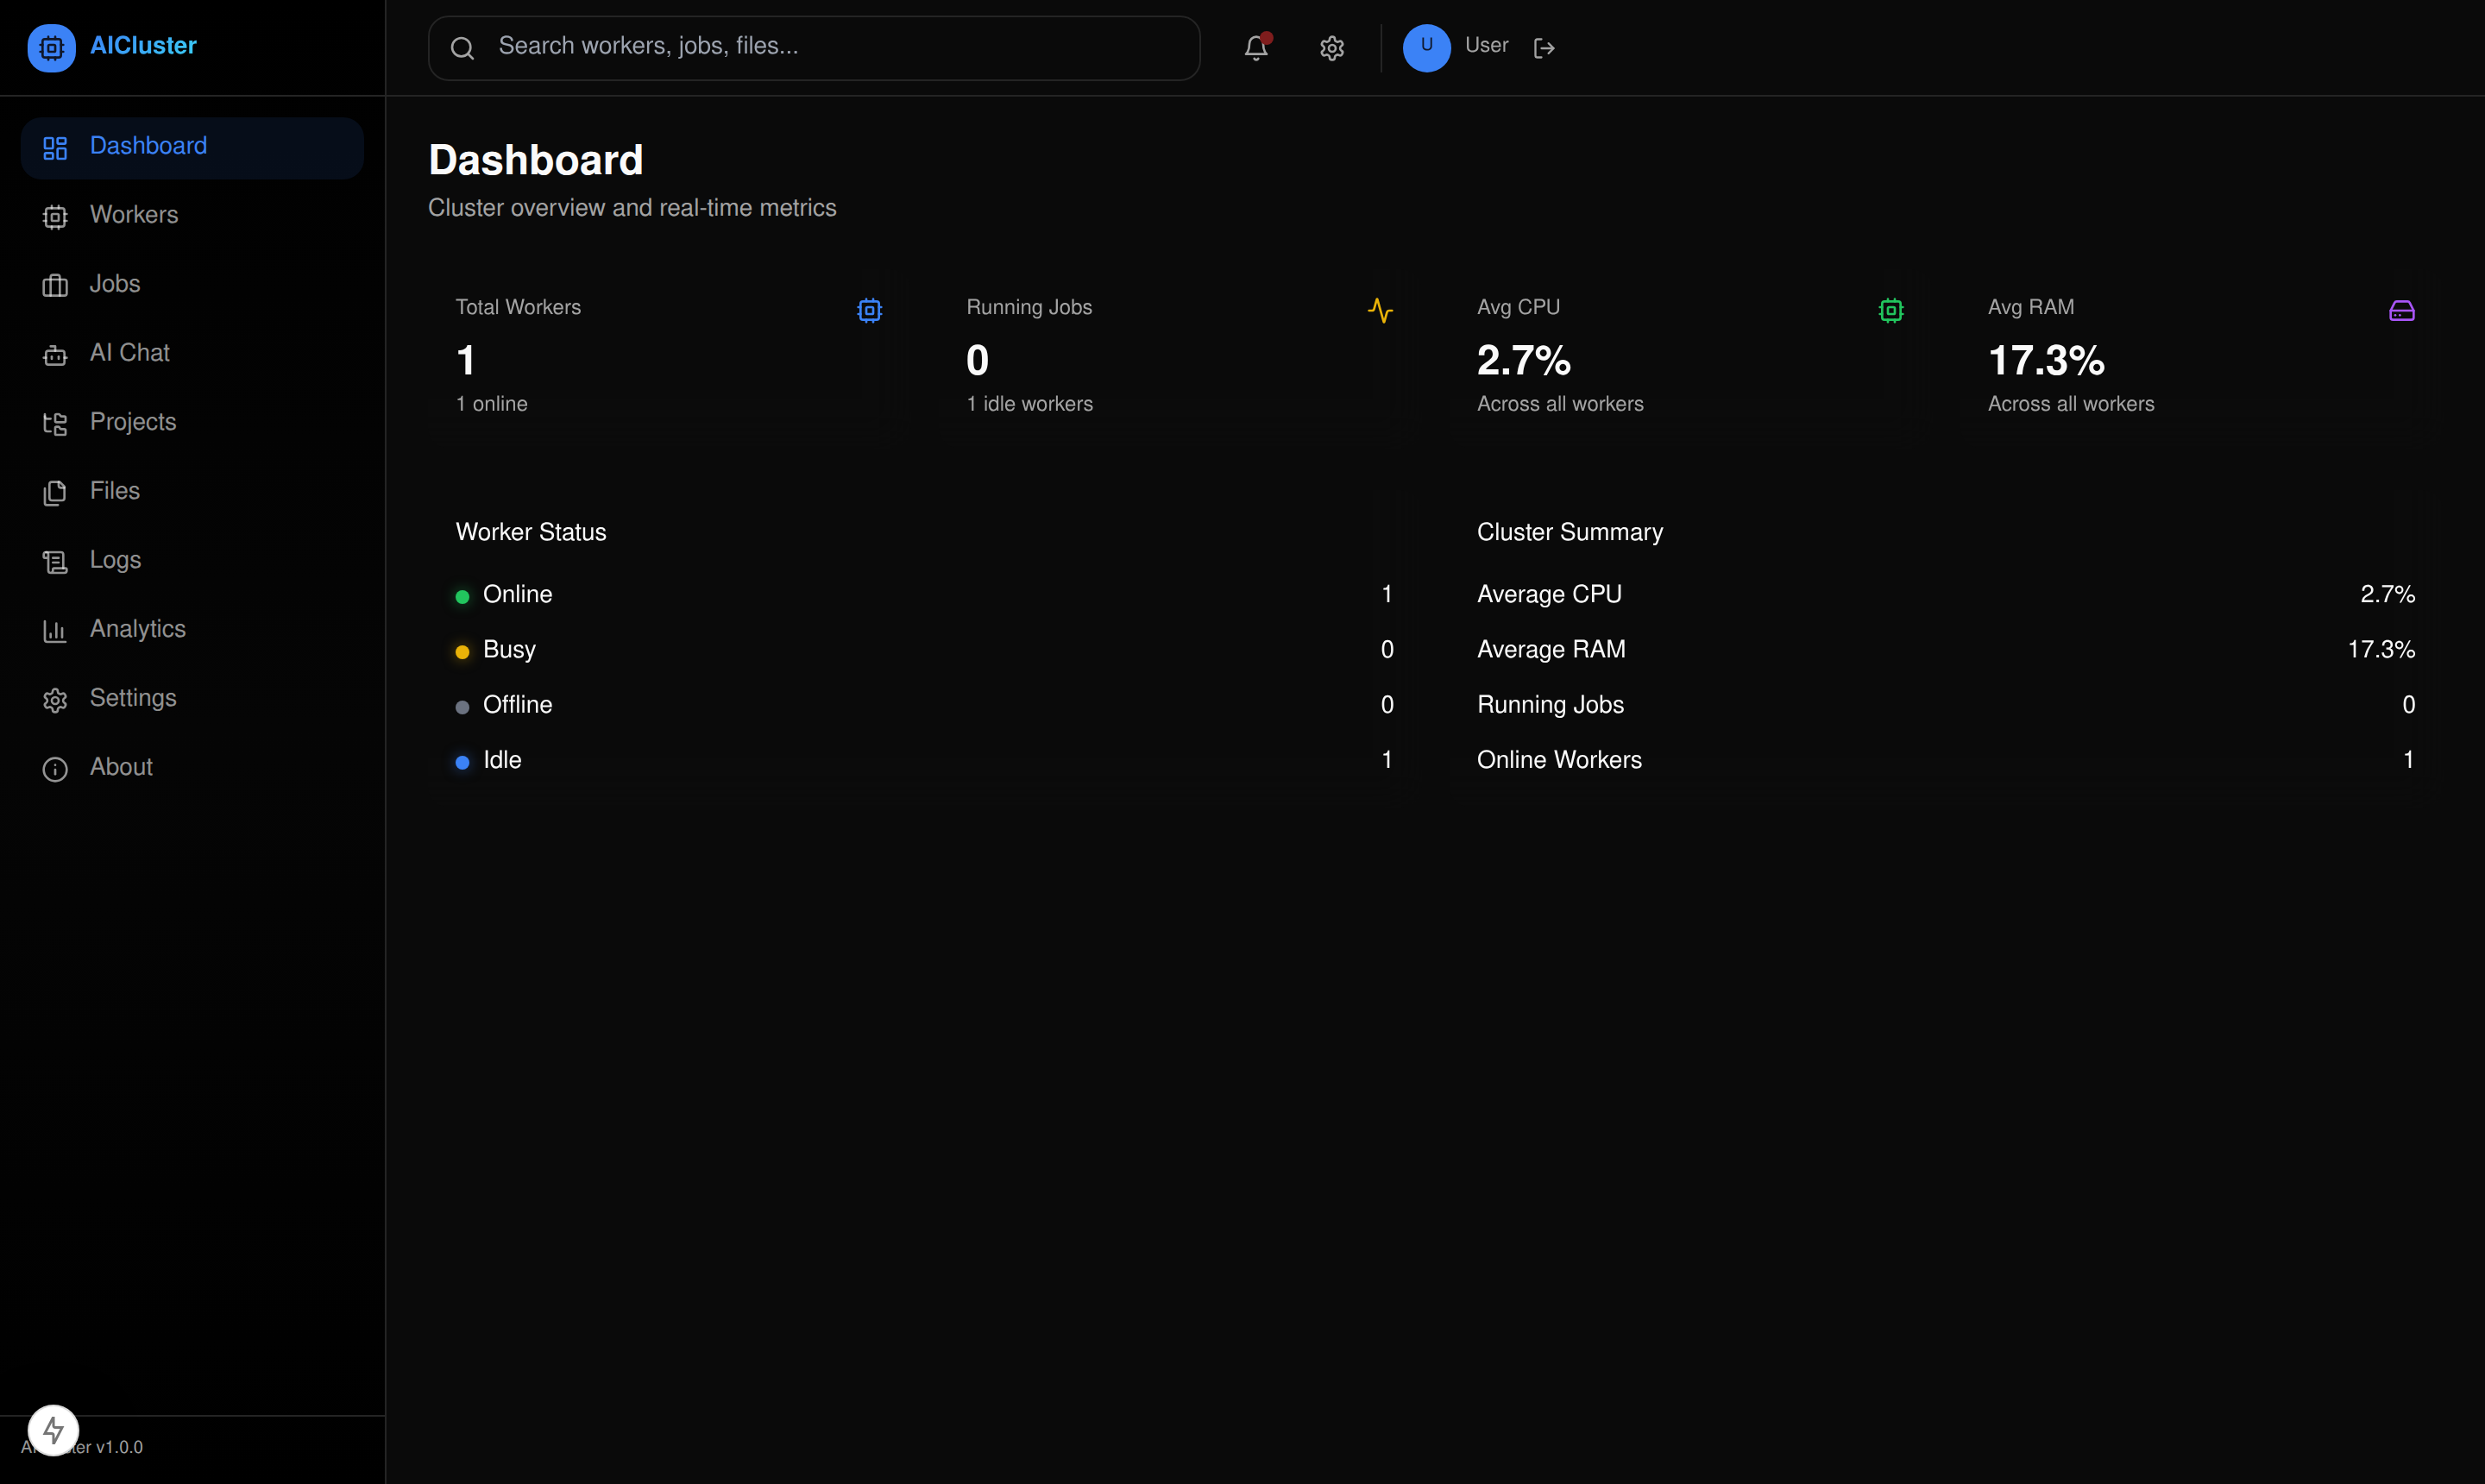 AICluster
Search workers, jobs, files...
U
User
Dashboard
Workers
Jobs
AI Chat
Projects
Files
Logs
Analytics
Settings
About
v1.0.0
Dashboard
Cluster overview and real-time metrics
Total Workers
1
1 online
Running Jobs
0
1 idle workers
Avg CPU
2.7%
Across all workers
Avg RAM
17.3%
Across all workers
Worker Status
Online 1
Busy 0
Offline 0
Idle 1
Cluster Summary
Average CPU 2.7%
Average RAM 17.3%
Running Jobs 0
Online Workers 1